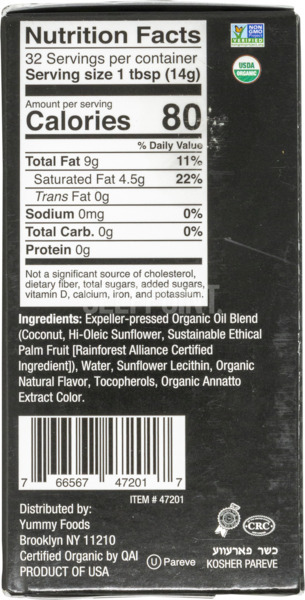 Nutrition Facts
32 Servings per container
Serving size 1 tbsp (14g)
Amount per serving
Calories 80
% Daily Value
Total Fat 9g 11%
Saturated Fat 4.5g 22%
Trans Fat 0g
Sodium 0mg 0%
Total Carb. 0g 0%
Protein 0g
Not a significant source of cholesterol,
dietary fiber, total sugars, added sugars,
vitamin D, calcium, iron, and potassium.
Ingredients: Expeller-pressed Organic Oil Blend
(Coconut, Hi-Oleic Sunflower, Sustainable Ethical
Palm Fruit [Rainforest Alliance Certified
Ingredient]), Water, Sunflower Lecithin, Organic
Natural Flavor, Tocopherols, Organic Annatto
Extract Color.
7 66567 47201 7
ITEM # 47201
Distributed by:
Yummy Foods
Brooklyn NY 11210
Certified Organic by QAI
PRODUCT OF USA
U Pareve
CRC
כשר פארעווע
KOSHER PAREVE
NON
GMO
Project
VERIFIED
USDA
ORGANIC